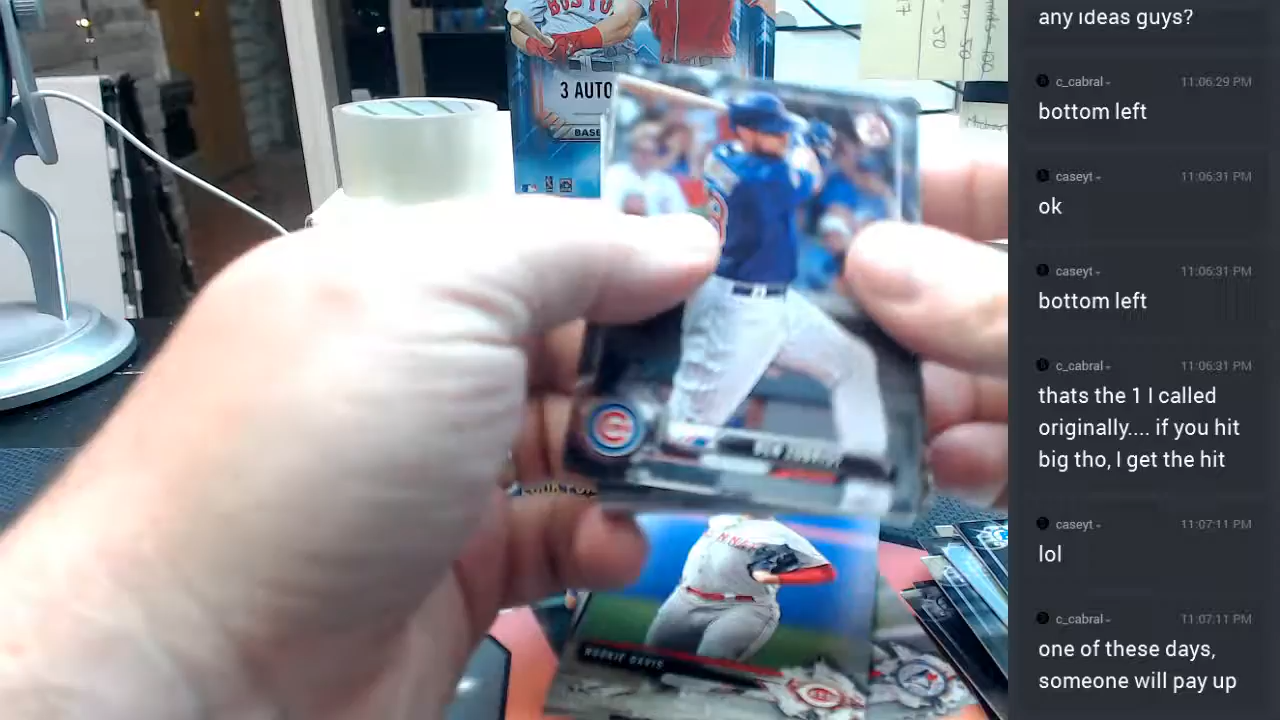 any ideas guys?
c_cabral
11:06:29 PM
bottom left
caseyt
11:06:31 PM
ok
caseyt
11:06:31 PM
bottom left
c_cabral
11:06:31 PM
thats the 1 I called
originally.... if you hit
big tho, I get the hit
caseyt
11:07:11 PM
lol
c_cabral
11:07:11 PM
one of these days,
someone will pay up
BOSTO
3 AUTO
BASE
ROOKIE DAVIS